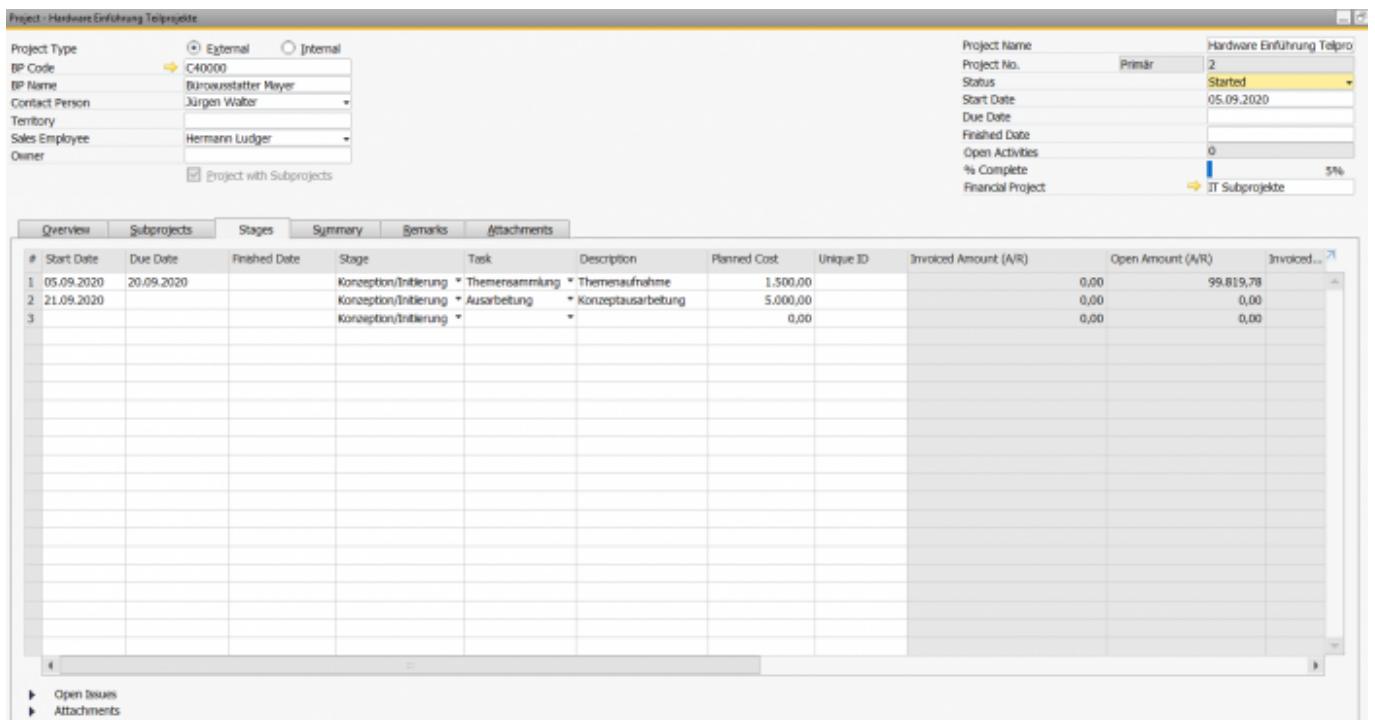 Project - Hardware Einführung Teilprojekte
Project Type External Internal
BP Code C40000
BP Name Büroausstatter Mayer
Contact Person Jürgen Walter
Territory
Sales Employee Hermann Ludger
Owner
Project with Subprojects
Project Name Hardware Einführung Teilpro
Project No. Primär 2
Status Started
Start Date 05.09.2020
Due Date
Finished Date
Open Activities 0
% Complete 5%
Financial Project IT Subprojekte
Overview Subprojects Stages Summary Remarks Attachments
# Start Date Due Date Finished Date Stage Task Description Planned Cost Unique ID Invoiced Amount (A/R) Open Amount (A/R) Invoiced...
1 05.09.2020 20.09.2020 Konzeption/Initiierung Themensammlung Themenaufnahme 1.500,00 0,00 99.819,78
2 21.09.2020 Konzeption/Initiierung Ausarbeitung Konzeptausarbeitung 5.000,00 0,00 0,00
3 Konzeption/Initiierung 0,00 0,00 0,00
Open Issues
Attachments